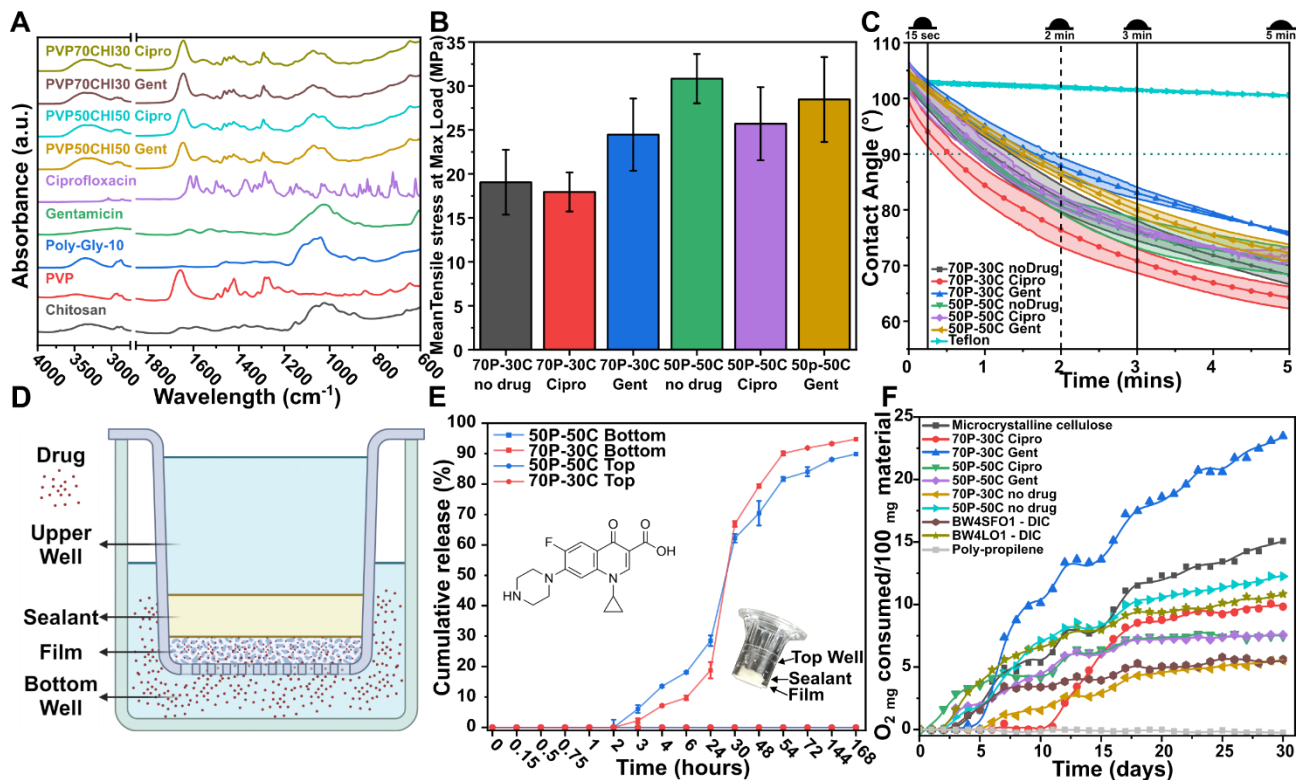 A
PVP70CHI30 Cipro
PVP70CHI30 Gent
PVP50CHI50 Cipro
PVP50CHI50 Gent
Ciprofloxacin
Gentamicin
Poly-Gly-10
PVP
Chitosan
Absorbance (a.u.)
4000 3500 3000 1800 1600 1400 1200 1000 800 600
Wavelength (cm-1)
B
MeanTensile stress at Max Load (MPa)
35
30
25
20
15
10
5
0
70P-30C no drug
70P-30C Cipro
70P-30C Gent
50P-50C no drug
50P-50C Cipro
50p-50C Gent
C
15 sec
2 min
3 min
5 min
Contact Angle (°)
100
90
80
70
60
70P-30C noDrug
70P-30C Cipro
70P-30C Gent
50P-50C noDrug
50P-50C Cipro
50P-50C Gent
Teflon
0 1 2 3 4 5
Time (mins)
D
Drug
Upper Well
Sealant
Film
Bottom Well
E
Cumulative release (%)
100
90
80
70
60
50
40
30
20
10
0
50P-50C Bottom
70P-30C Bottom
50P-50C Top
70P-30C Top
F
N
HN
N
O
O
OH
Top Well
Sealant
Film
0 0.15 0.5 0.75 1 2 3 4 6 24 30 48 54 72 144 168
Time (hours)
F
O2 mg consumed/100 mg material
25
20
15
10
5
0
Microcrystalline cellulose
70P-30C Cipro
70P-30C Gent
50P-50C Cipro
50P-50C Gent
70P-30C no drug
50P-50C no drug
BW4SFO1 - DIC
BW4LO1 - DIC
Poly-propylene
0 5 10 15 20 25 30
Time (days)